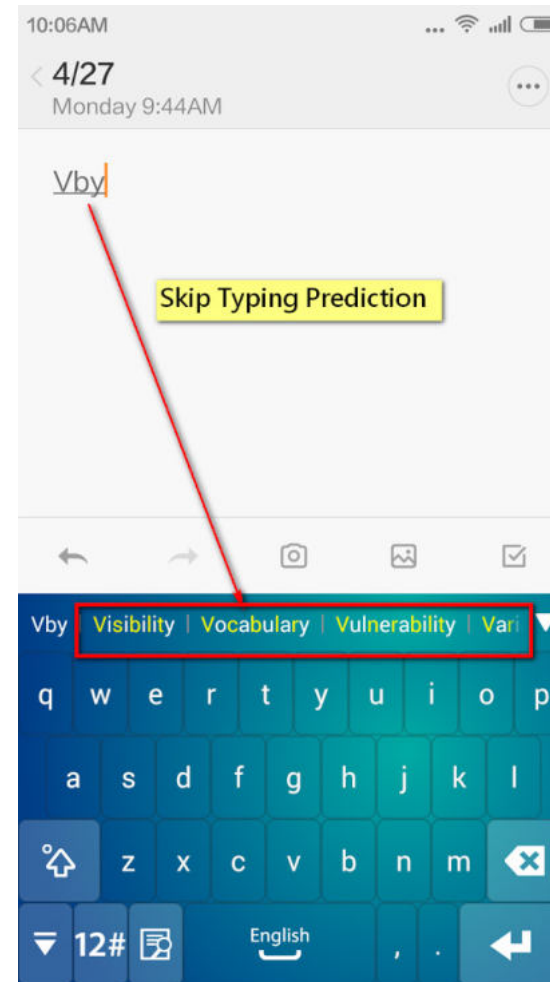 10:06AM
4/27
Monday 9:44AM
Vby
Skip Typing Prediction
Vby | Visibility | Vocabulary | Vulnerability | Vari
q w e r t y u i o p
a s d f g h j k l
z x c v b n m
12# English , .